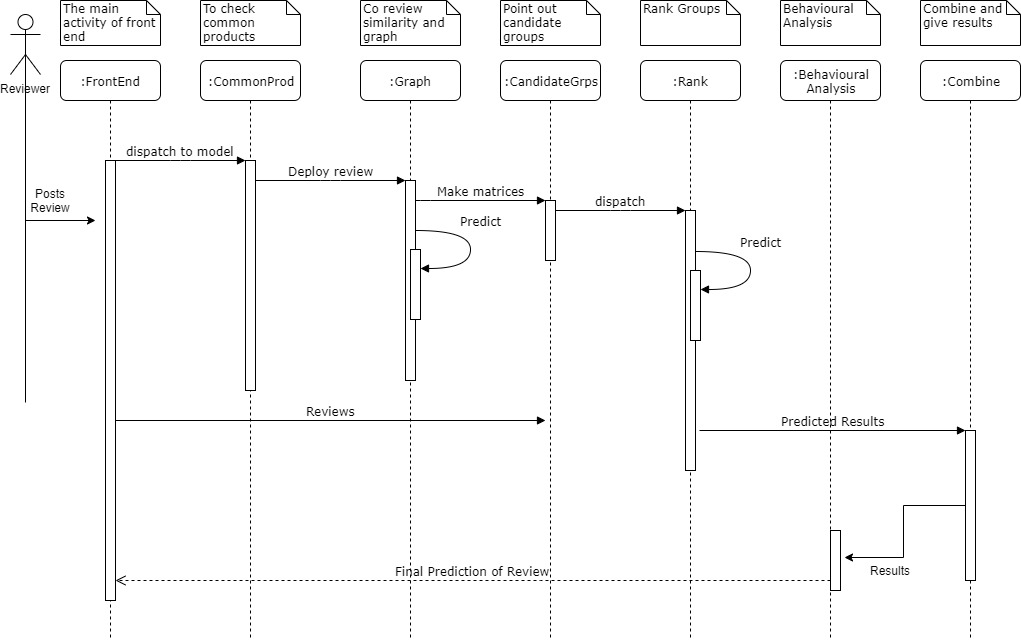 The main
activity of front
end
To check
common
products
Co review
similarity and
graph
Point out
candidate
groups
Rank Groups
Behavioural
Analysis
Combine and
give results
Reviewer
:FrontEnd
:CommonProd
:Graph
:CandidateGrps
:Rank
:Behavioural
Analysis
:Combine
dispatch to model
Deploy review
Make matrices
dispatch
Posts
Review
Predict
Predict
Reviews
Predicted Results
Results
Final Prediction of Review